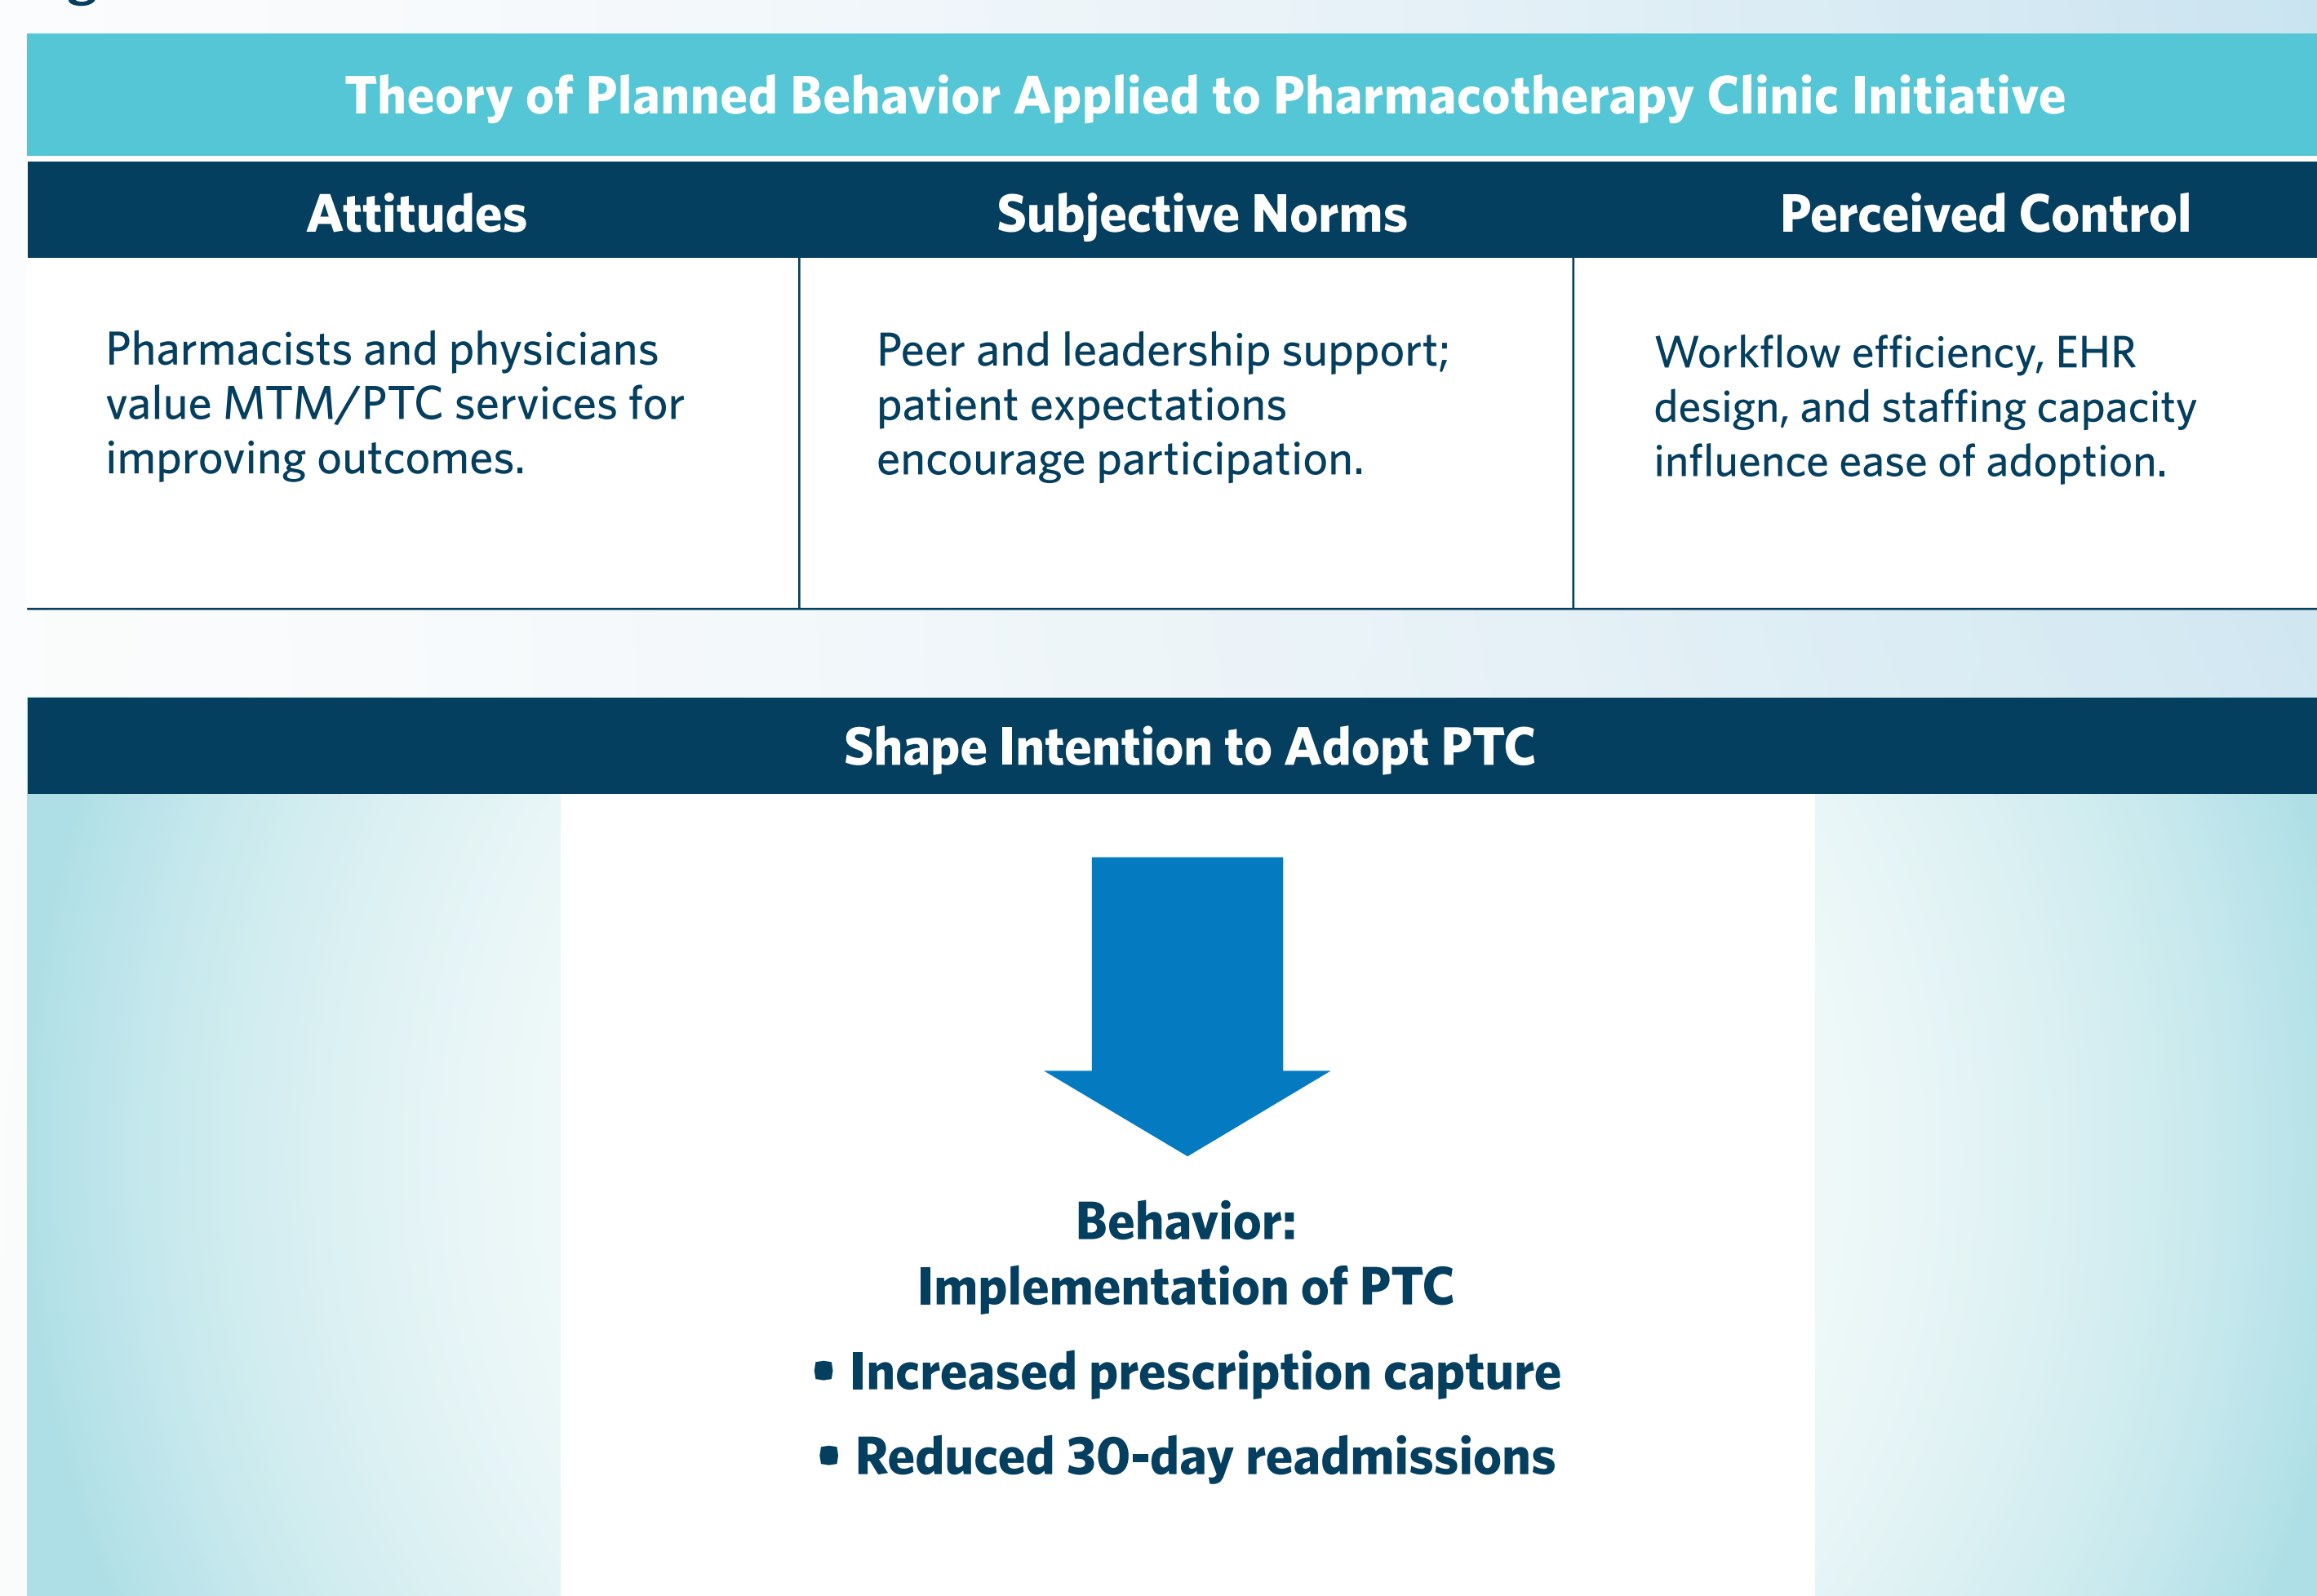 Theory of Planned Behavior Applied to Pharmacotherapy Clinic Initiative
Attitudes
Subjective Norms
Perceived Control
Pharmacists and physicians
value MTM/PTC services for
improving outcomes.
Peer and leadership support;
patient expectations
encourage participation.
Workflow efficiency, EHR
design, and staffing capacity
influence ease of adoption.
Shape Intention to Adopt PTC
Behavior:
Implementation of PTC
• Increased prescription capture
• Reduced 30-day readmissions